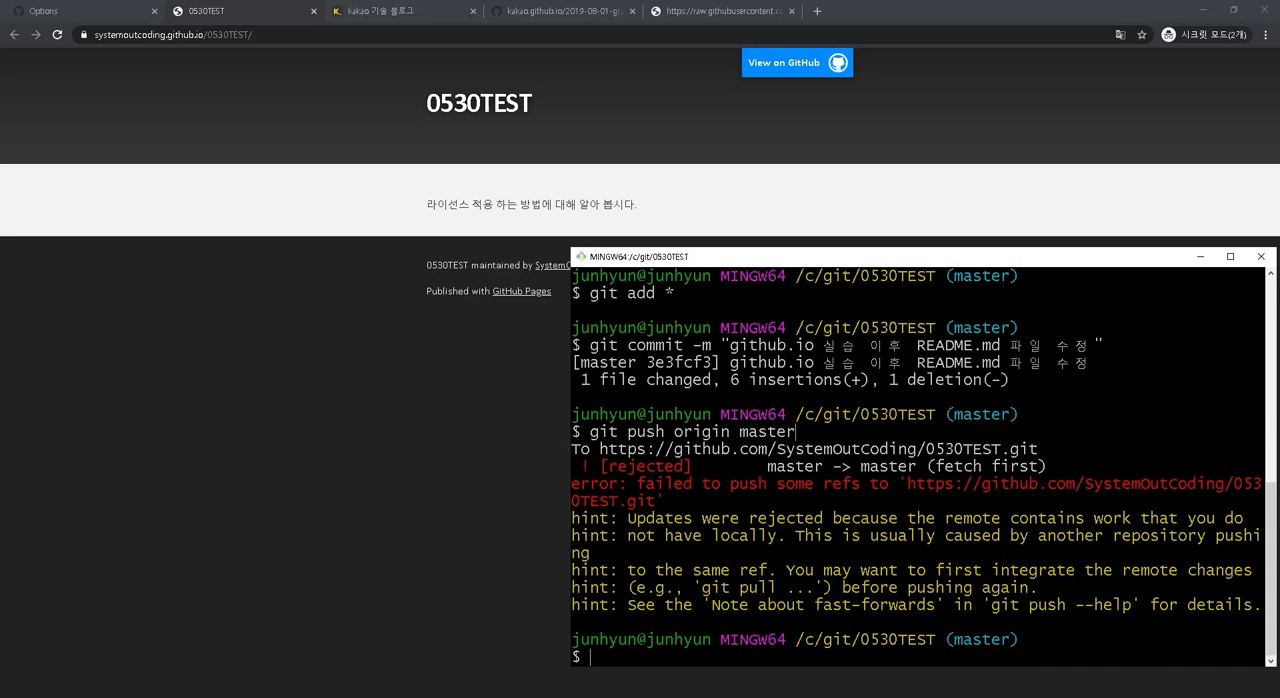 Options
0530TEST
kakao 기술 블로그
kakao.github.io/2019-08-01-gr
https://raw.githubusercontent.c
systemoutcoding.github.io/0530TEST/
시크릿 모드(2개)
View on GitHub
0530TEST
라이선스 적용 하는 방법에 대해 알아 봅시다.
0530TEST maintained by SystemO
Published with GitHub Pages
MINGW64:/c/git/0530TEST
junhyun@junhyun MINGW64 /c/git/0530TEST (master)
$ git add *
junhyun@junhyun MINGW64 /c/git/0530TEST (master)
$ git commit -m "github.io 실습 이후 README.md 파일 수정"
[master 3e3fcf3] github.io 실습 이후 README.md 파일 수정
1 file changed, 6 insertions(+), 1 deletion(-)
junhyun@junhyun MINGW64 /c/git/0530TEST (master)
$ git push origin master
To https://github.com/SystemOutCoding/0530TEST.git
! [rejected] master -> master (fetch first)
error: failed to push some refs to 'https://github.com/SystemOutCoding/053
0TEST.git'
hint: Updates were rejected because the remote contains work that you do
hint: not have locally. This is usually caused by another repository pushi
ng
hint: to the same ref. You may want to first integrate the remote changes
hint: (e.g., 'git pull ...') before pushing again.
hint: See the 'Note about fast-forwards' in 'git push --help' for details.
junhyun@junhyun MINGW64 /c/git/0530TEST (master)
$